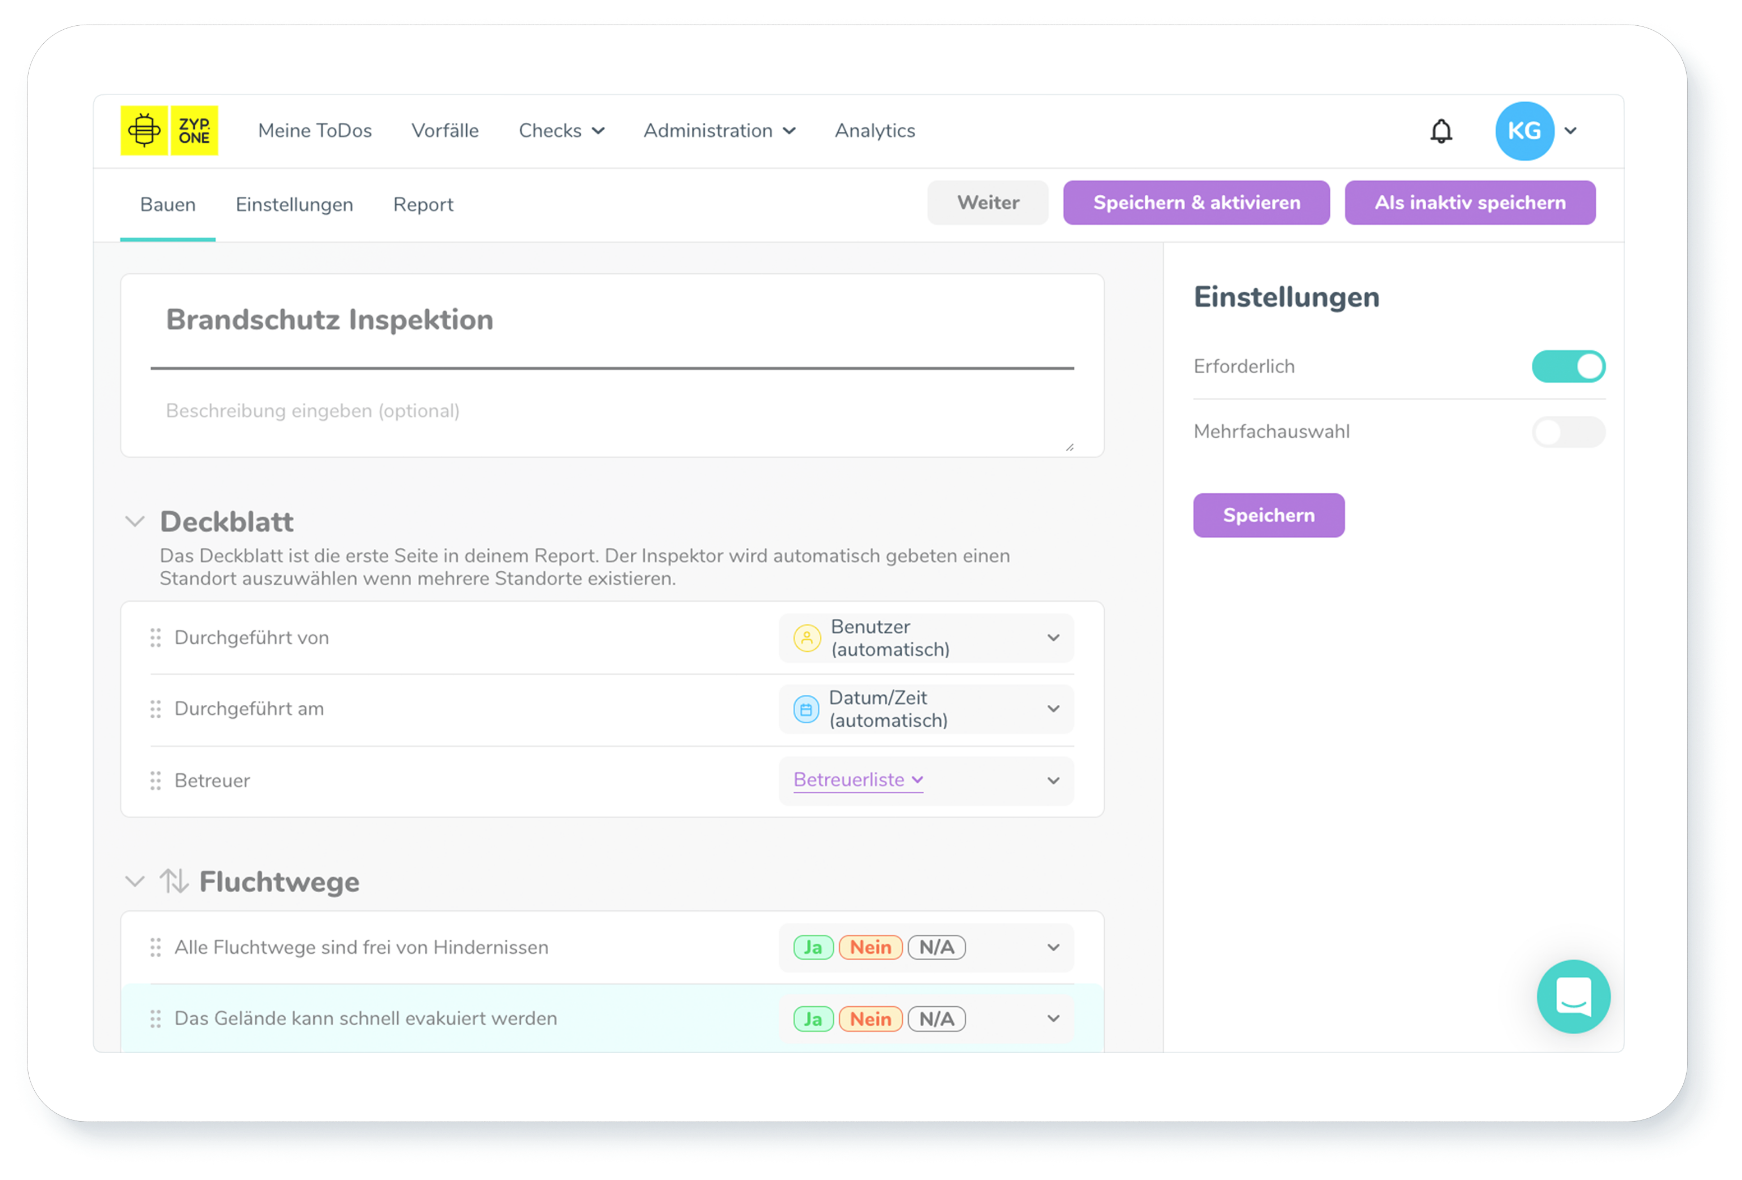 ZYP.
ONE
Meine ToDos
Vorfälle
Checks
Administration
Analytics
KG
Bauen
Einstellungen
Report
Weiter
Speichern & aktivieren
Als inaktiv speichern
Brandschutz Inspektion
Beschreibung eingeben (optional)
Deckblatt
Das Deckblatt ist die erste Seite in deinem Report. Der Inspektor wird automatisch gebeten einen
Standort auszuwählen wenn mehrere Standorte existieren.
Durchgeführt von
Benutzer
(automatisch)
Durchgeführt am
Datum/Zeit
(automatisch)
Betreuer
Betreuerliste
Fluchtwege
Alle Fluchtwege sind frei von Hindernissen
Ja Nein N/A
Das Gelände kann schnell evakuiert werden
Ja Nein N/A
Einstellungen
Erforderlich
Mehrfachauswahl
Speichern